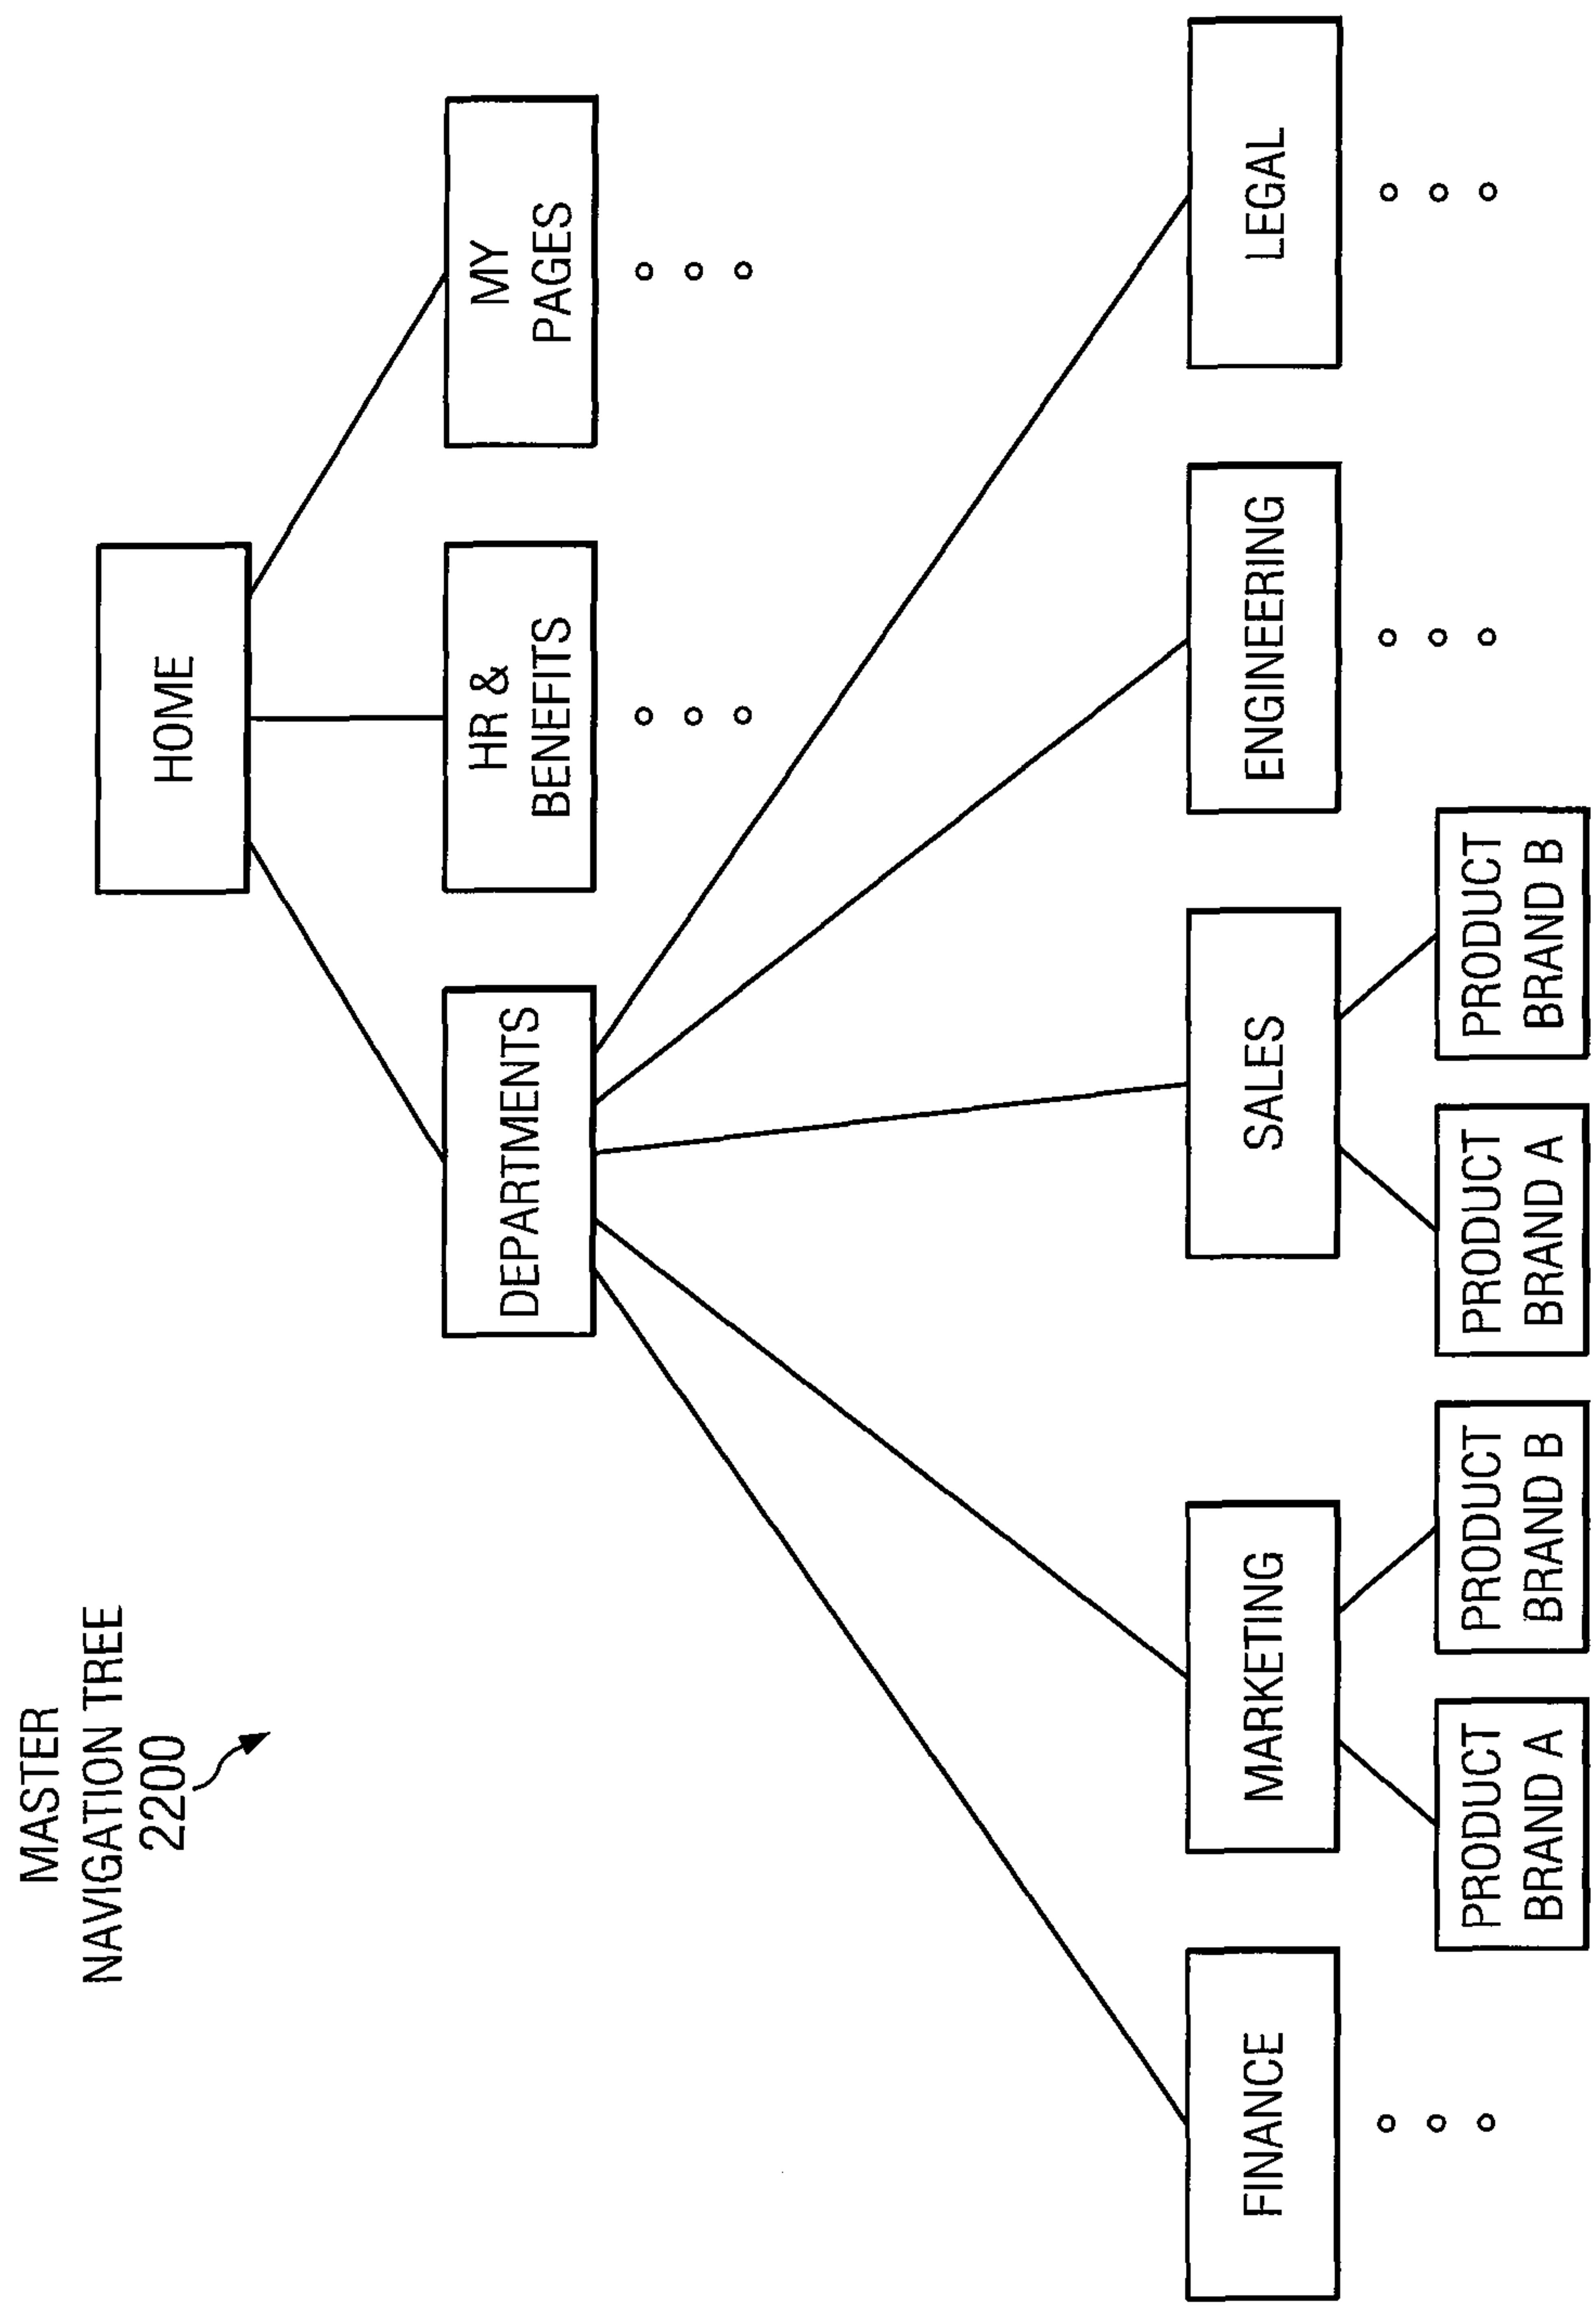 MASTER
NAVIGATION TREE
2200
HOME
DEPARTMENTS
HR &
BENEFITS
MY
PAGES
FINANCE
MARKETING
SALES
ENGINEERING
LEGAL
PRODUCT
BRAND A
PRODUCT
BRAND B
PRODUCT
BRAND A
PRODUCT
BRAND B